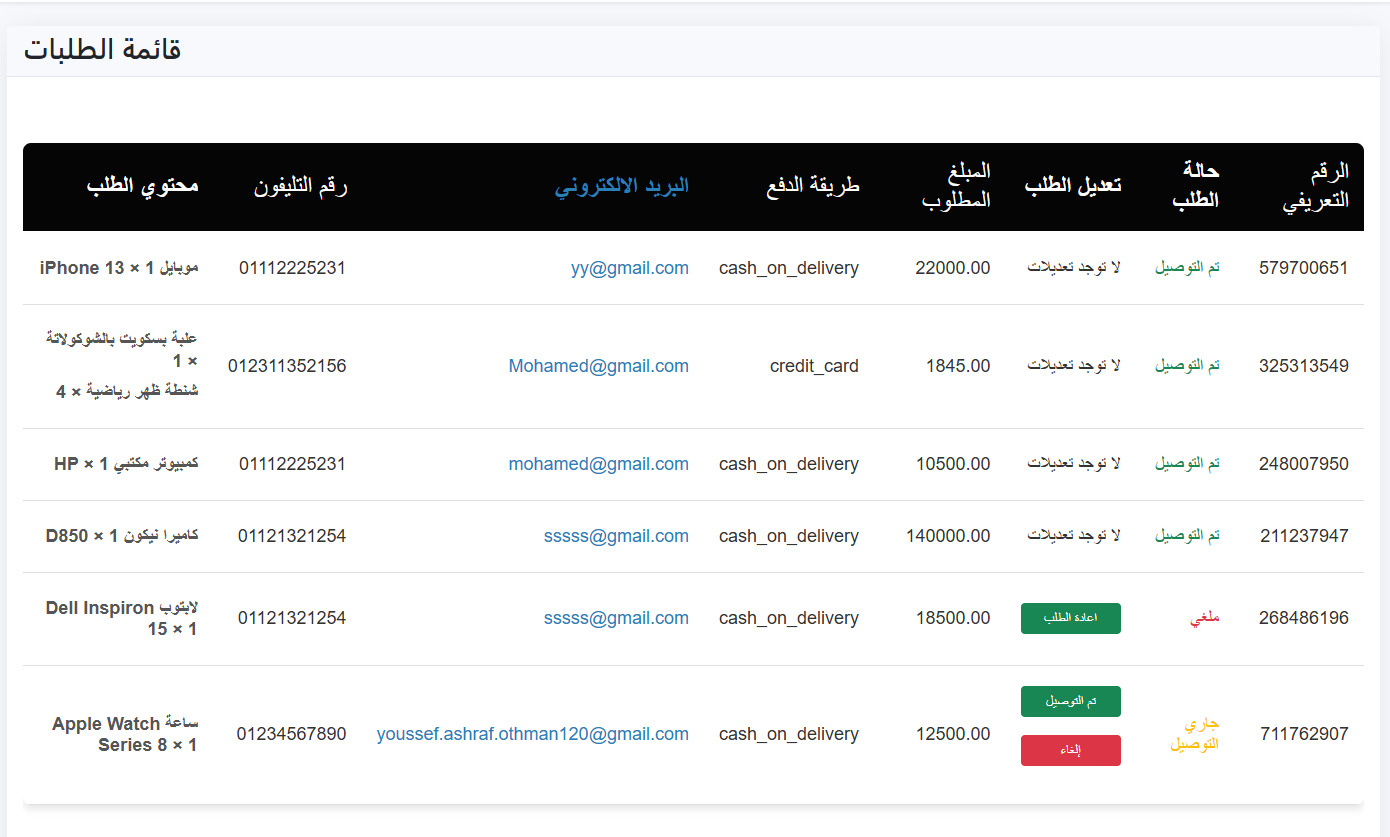 قائمة الطلبات
الرقم التعريفي	حالة الطلب	تعديل الطلب	المبلغ المطلوب	طريقة الدفع	البريد الالكتروني	رقم التليفون	محتوي الطلب
579700651	تم التوصيل	لا توجد تعديلات	22000.00	cash_on_delivery	yy@gmail.com	01112225231	موبايل iPhone 13 × 1
325313549	تم التوصيل	لا توجد تعديلات	1845.00	credit_card	Mohamed@gmail.com	012311352156	علبة بسكويت بالشوكولاتة × 1
شنطة ظهر رياضية × 4
248007950	تم التوصيل	لا توجد تعديلات	10500.00	cash_on_delivery	mohamed@gmail.com	01112225231	كمبيوتر مكتبي HP × 1
211237947	تم التوصيل	لا توجد تعديلات	140000.00	cash_on_delivery	sssss@gmail.com	01121321254	كاميرا نيكون D850 × 1
268486196	ملغي	اعادة الطلب	18500.00	cash_on_delivery	sssss@gmail.com	01121321254	لابتوب Dell Inspiron 15 × 1
711762907	جاري التوصيل	تم التوصيل	إلغاء	12500.00	cash_on_delivery	youssef.ashraf.othman120@gmail.com	01234567890	ساعة Apple Watch Series 8 × 1